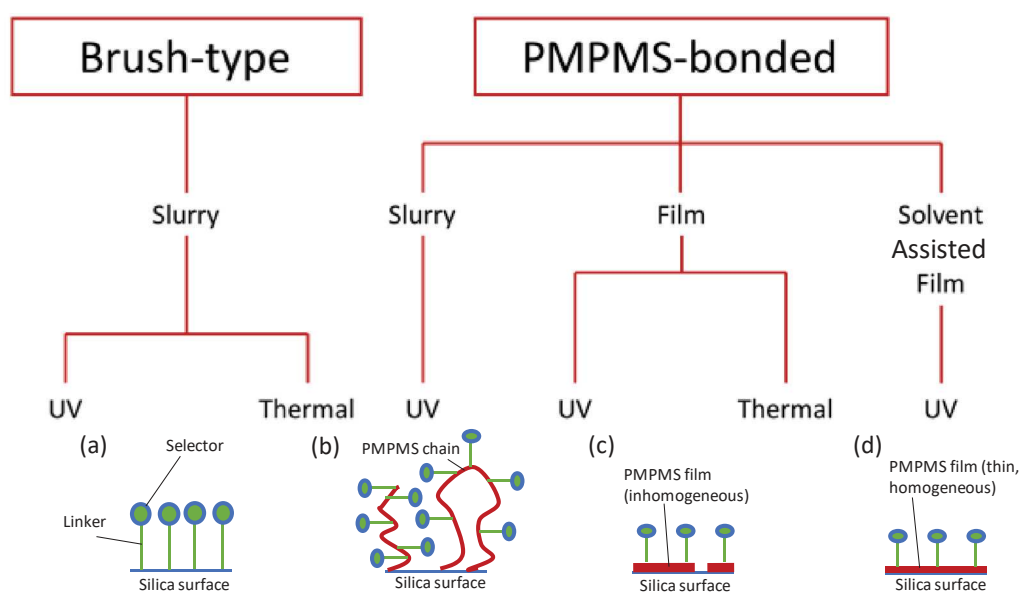 Brush-type
PMPMS-bonded
Slurry
Slurry
Film
Solvent
Assisted
Film
UV
Thermal
UV
UV
Thermal
UV
(a)
Selector
Linker
Silica surface
(b)
PMPMS chain
Silica surface
(c)
PMPMS film
(inhomogeneous)
Silica surface
(d)
PMPMS film (thin,
homogeneous)
Silica surface